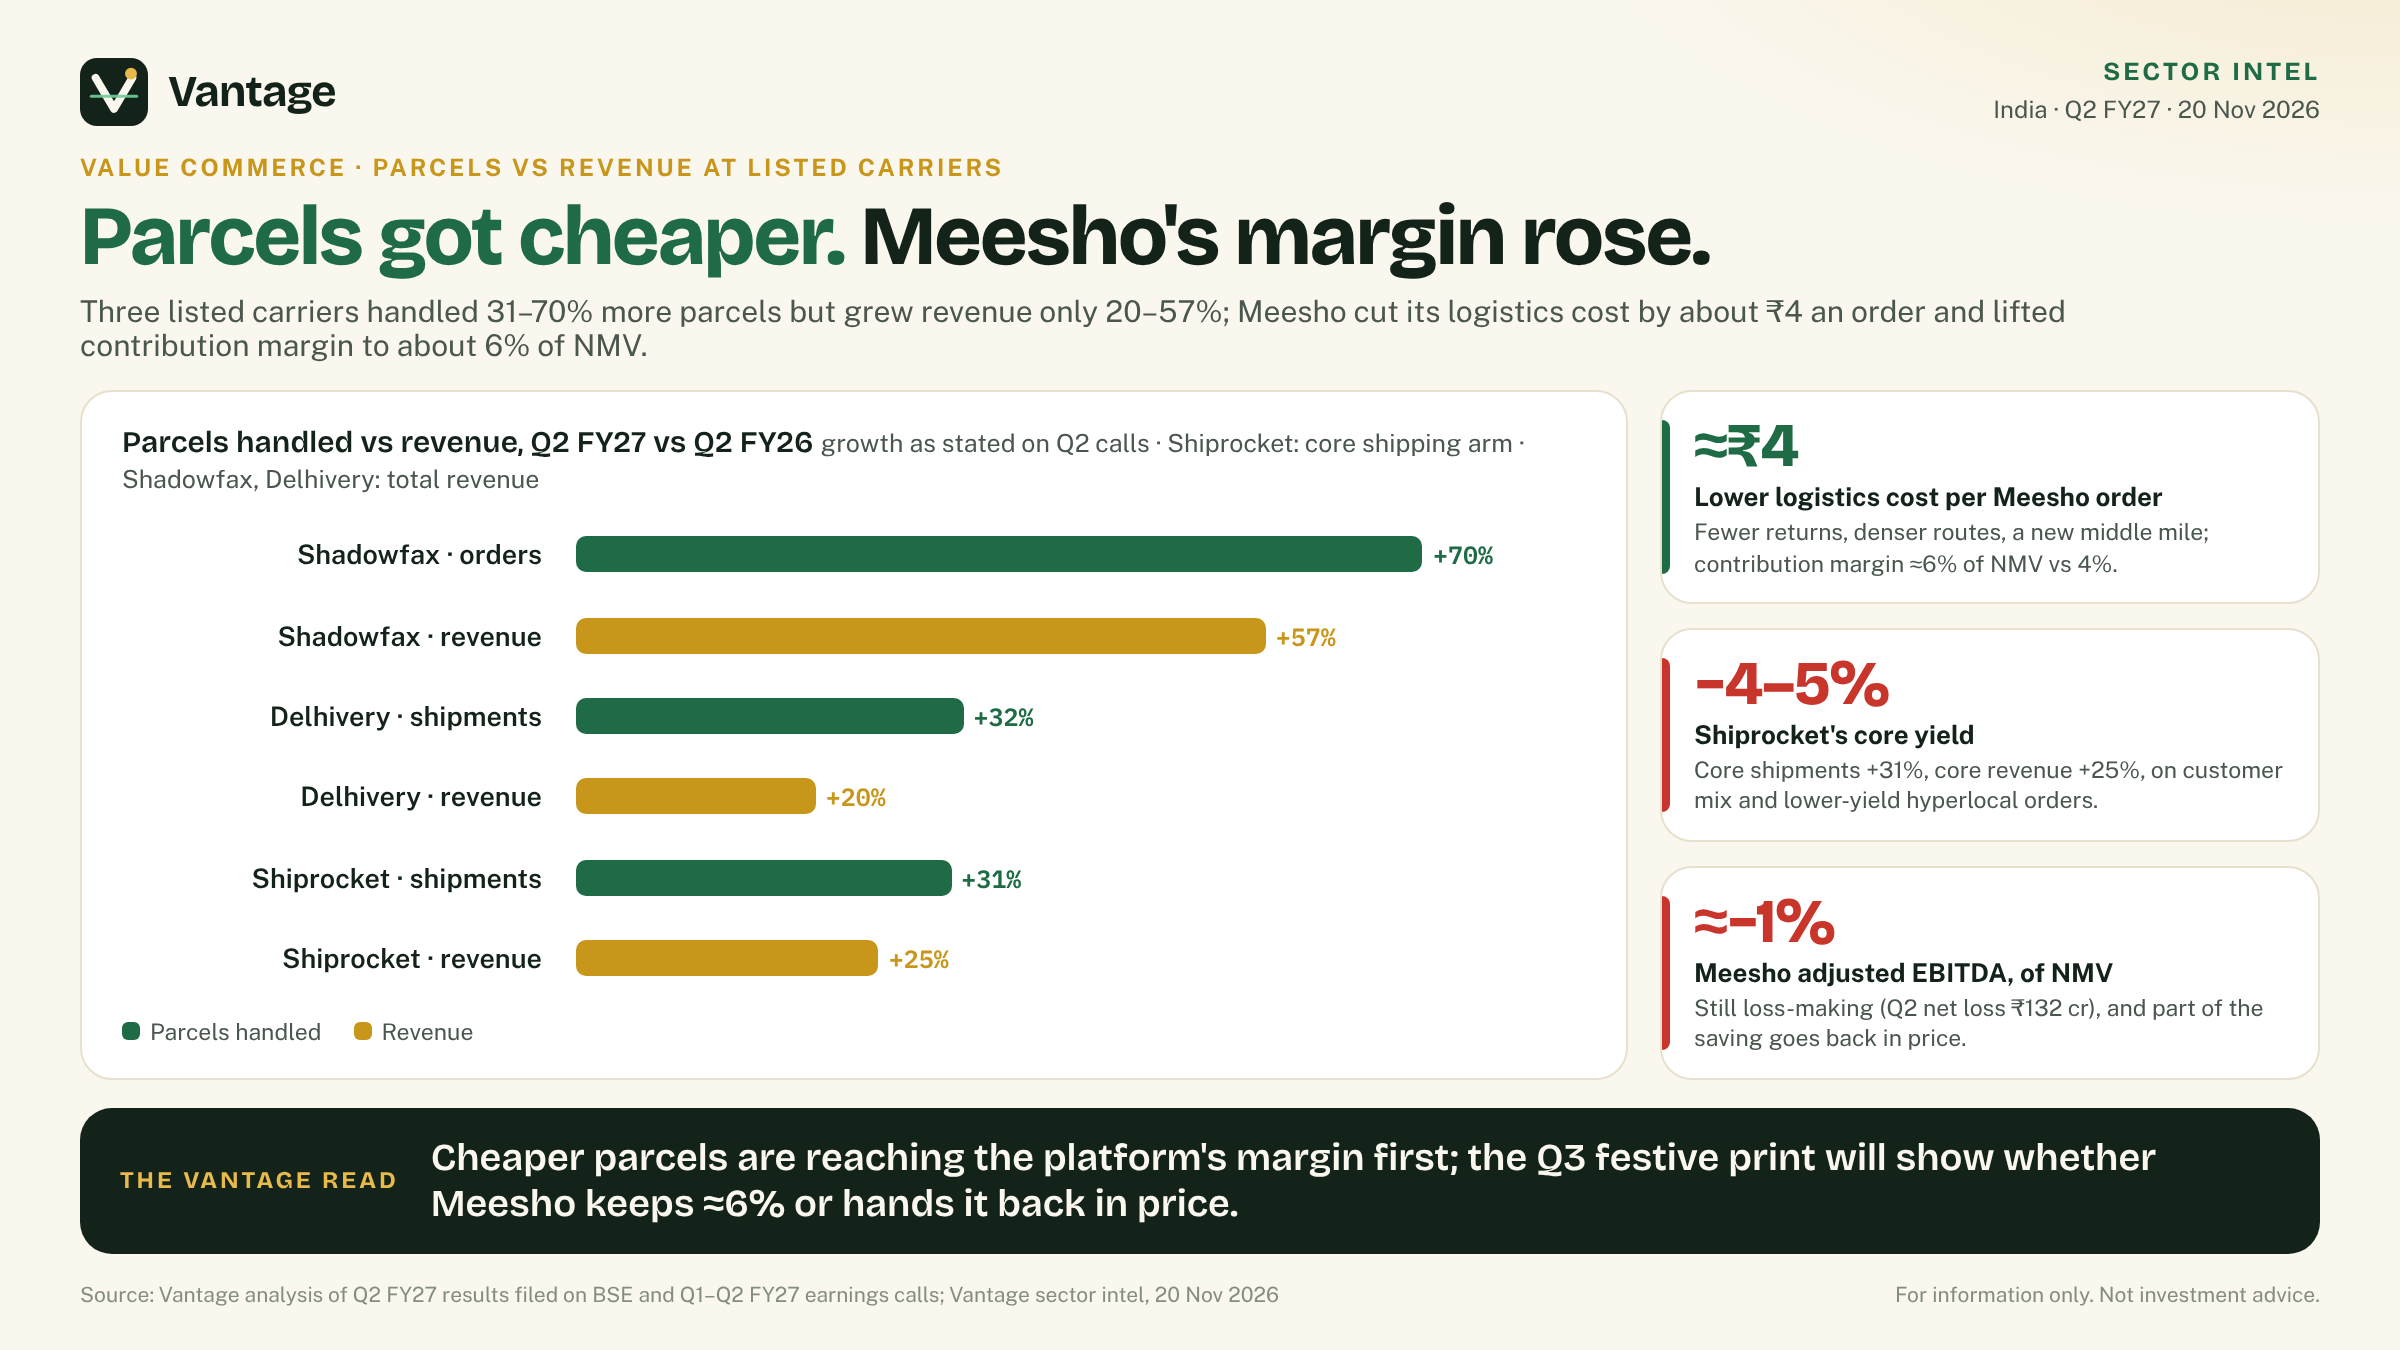 Vantage
SECTOR INTEL
India · Q2 FY27 · 20 Nov 2026
VALUE COMMERCE · PARCELS VS REVENUE AT LISTED CARRIERS
Parcels got cheaper. Meesho's margin rose.
Three listed carriers handled 31–70% more parcels but grew revenue only 20–57%; Meesho cut its logistics cost by about ₹4 an order and lifted
contribution margin to about 6% of NMV.
Parcels handled vs revenue, Q2 FY27 vs Q2 FY26 growth as stated on Q2 calls · Shiprocket: core shipping arm ·
Shadowfax, Delhivery: total revenue
Shadowfax · orders +70%
Shadowfax · revenue +57%
Delhivery · shipments +32%
Delhivery · revenue +20%
Shiprocket · shipments +31%
Shiprocket · revenue +25%
Parcels handled Revenue
≈₹4
Lower logistics cost per Meesho order
Fewer returns, denser routes, a new middle mile;
contribution margin ≈6% of NMV vs 4%.
−4–5%
Shiprocket's core yield
Core shipments +31%, core revenue +25%, on customer
mix and lower-yield hyperlocal orders.
≈−1%
Meesho adjusted EBITDA, of NMV
Still loss-making (Q2 net loss ₹132 cr), and part of the
saving goes back in price.
THE VANTAGE READ
Cheaper parcels are reaching the platform's margin first; the Q3 festive print will show whether
Meesho keeps ≈6% or hands it back in price.
Source: Vantage analysis of Q2 FY27 results filed on BSE and Q1–Q2 FY27 earnings calls; Vantage sector intel, 20 Nov 2026
For information only. Not investment advice.